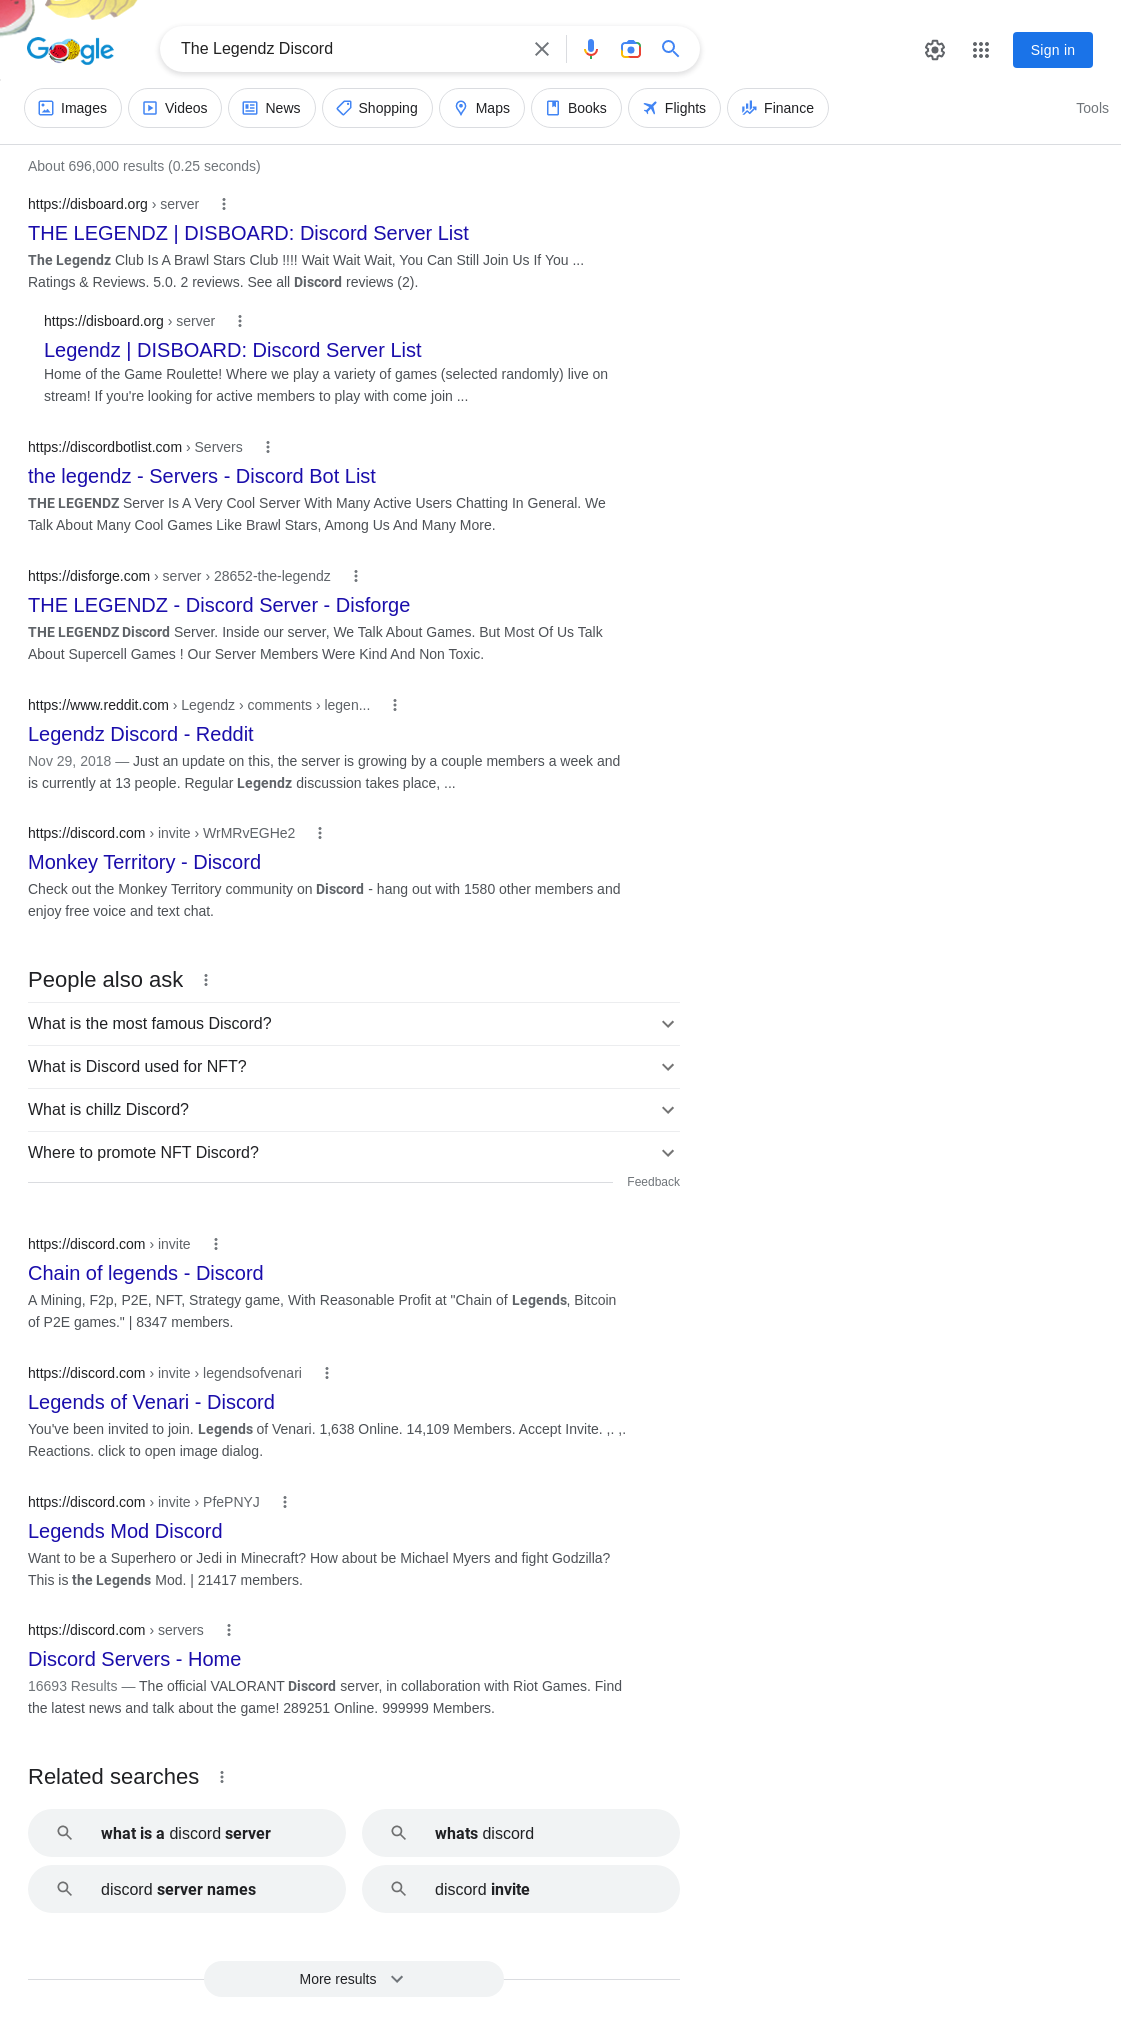 Google
The Legendz Discord
Sign in
Images
Videos
News
Shopping
Maps
Books
Flights
Finance
Tools
About 696,000 results (0.25 seconds)
https://disboard.org › server
THE LEGENDZ | DISBOARD: Discord Server List
The Legendz Club Is A Brawl Stars Club !!!! Wait Wait Wait, You Can Still Join Us If You ...
Ratings & Reviews. 5.0. 2 reviews. See all Discord reviews (2).
https://disboard.org › server
Legendz | DISBOARD: Discord Server List
Home of the Game Roulette! Where we play a variety of games (selected randomly) live on
stream! If you're looking for active members to play with come join ...
https://discordbotlist.com › Servers
the legendz - Servers - Discord Bot List
THE LEGENDZ Server Is A Very Cool Server With Many Active Users Chatting In General. We
Talk About Many Cool Games Like Brawl Stars, Among Us And Many More.
https://disforge.com › server › 28652-the-legendz
THE LEGENDZ - Discord Server - Disforge
THE LEGENDZ Discord Server. Inside our server, We Talk About Games. But Most Of Us Talk
About Supercell Games ! Our Server Members Were Kind And Non Toxic.
https://www.reddit.com › Legendz › comments › legen...
Legendz Discord - Reddit
Nov 29, 2018 — Just an update on this, the server is growing by a couple members a week and
is currently at 13 people. Regular Legendz discussion takes place, ...
https://discord.com › invite › WrMRvEGHe2
Monkey Territory - Discord
Check out the Monkey Territory community on Discord - hang out with 1580 other members and
enjoy free voice and text chat.
People also ask
What is the most famous Discord?
What is Discord used for NFT?
What is chillz Discord?
Where to promote NFT Discord?
Feedback
https://discord.com › invite
Chain of legends - Discord
A Mining, F2p, P2E, NFT, Strategy game, With Reasonable Profit at "Chain of Legends, Bitcoin
of P2E games." | 8347 members.
https://discord.com › invite › legendsofvenari
Legends of Venari - Discord
You've been invited to join. Legends of Venari. 1,638 Online. 14,109 Members. Accept Invite. ,. ,.
Reactions. click to open image dialog.
https://discord.com › invite › PfePNYJ
Legends Mod Discord
Want to be a Superhero or Jedi in Minecraft? How about be Michael Myers and fight Godzilla?
This is the Legends Mod. | 21417 members.
https://discord.com › servers
Discord Servers - Home
16693 Results — The official VALORANT Discord server, in collaboration with Riot Games. Find
the latest news and talk about the game! 289251 Online. 999999 Members.
Related searches
what is a discord server
whats discord
discord server names
discord invite
More results